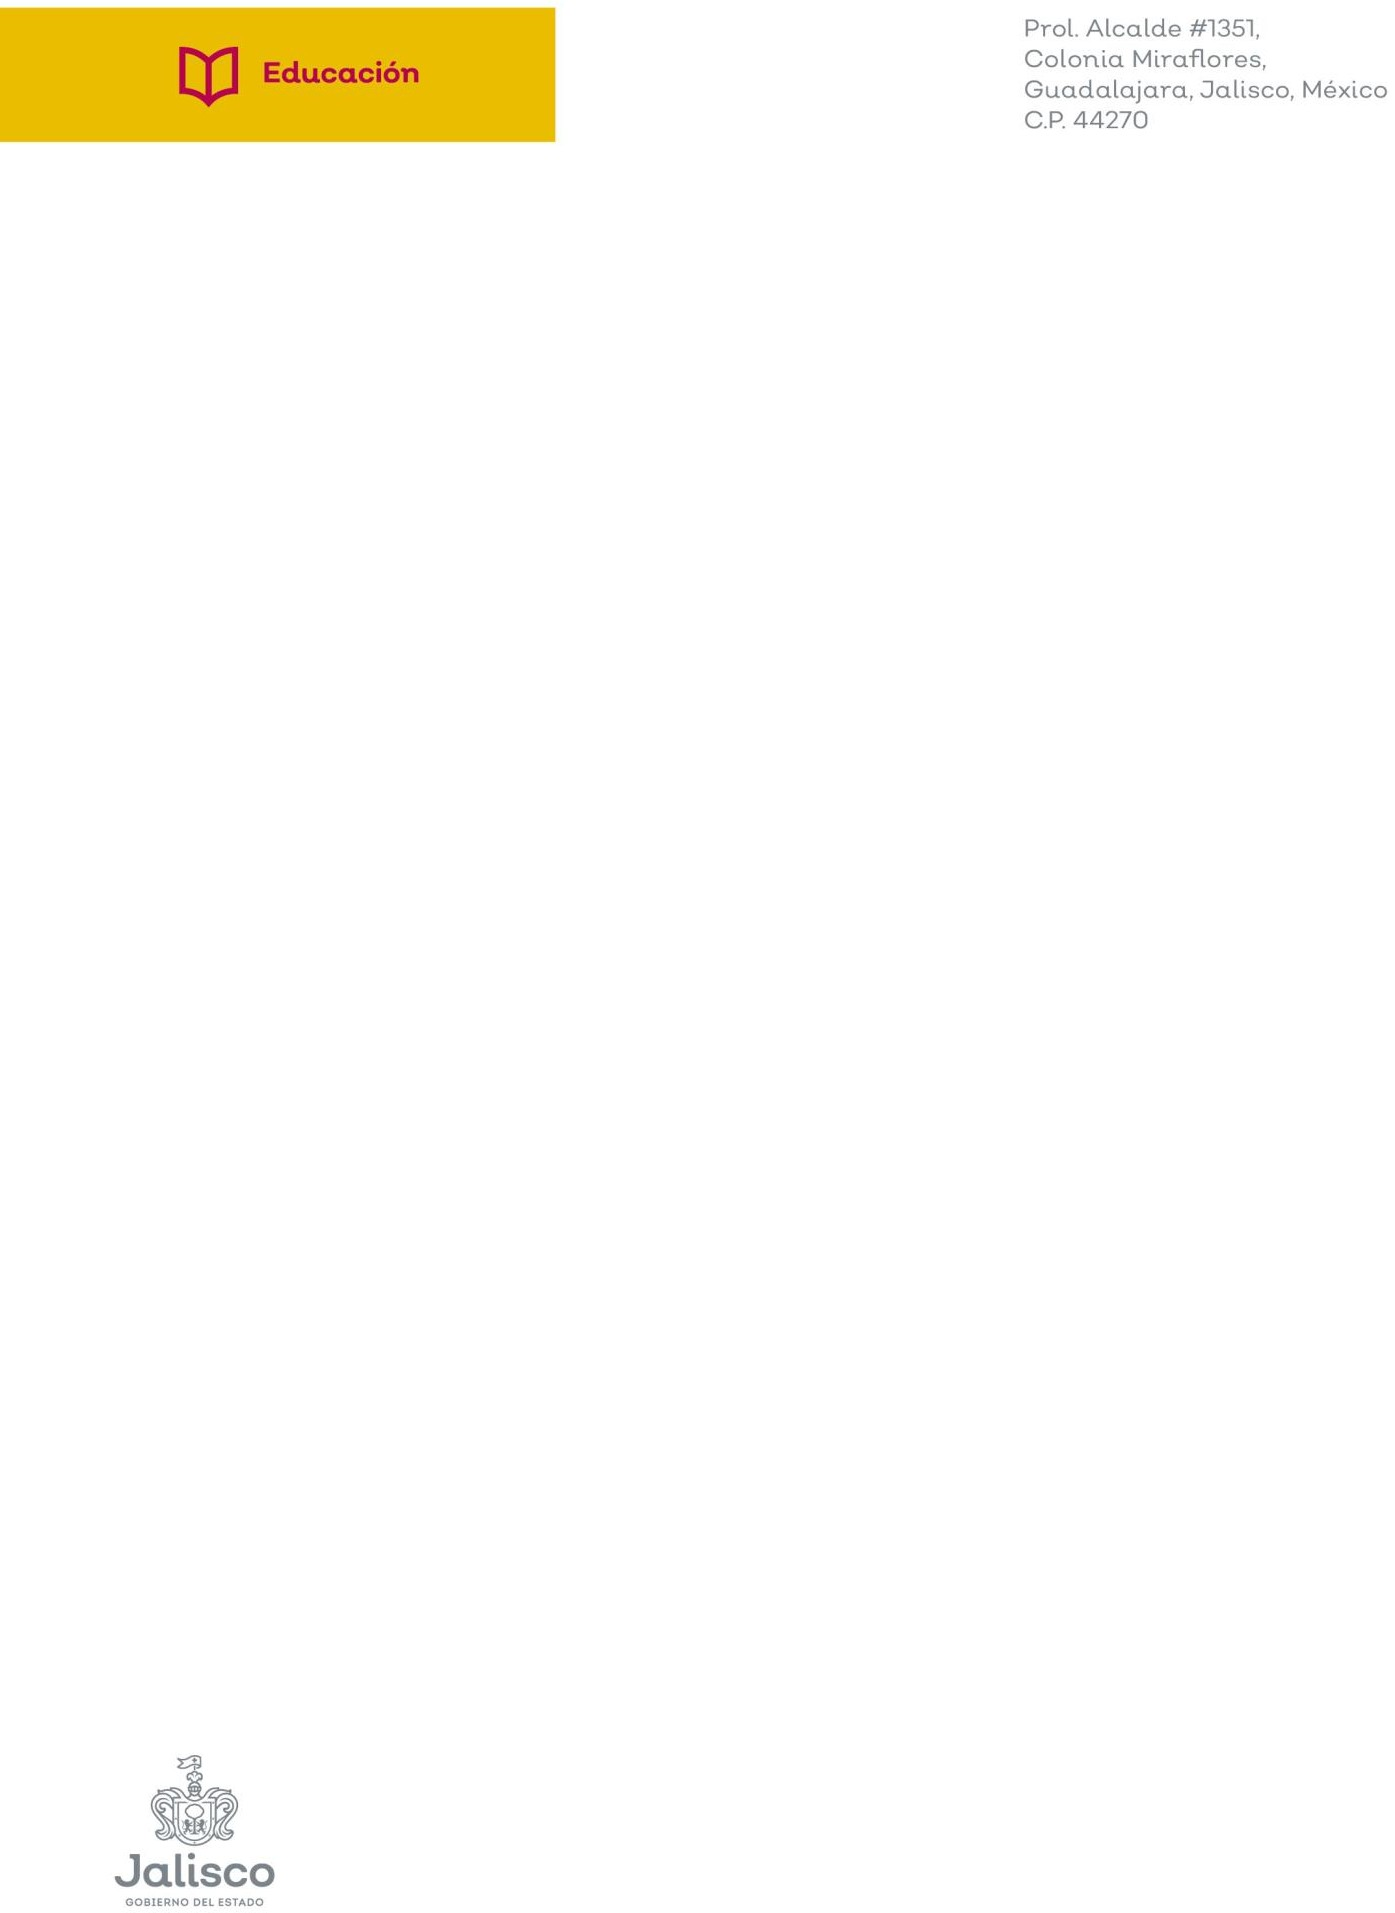 Educación
Prol. Alcalde #1351,
Colonia Miraflores,
Guadalajara, Jalisco, México
C.P. 44270
Jalisco
GOBIERNO DEL ESTADO